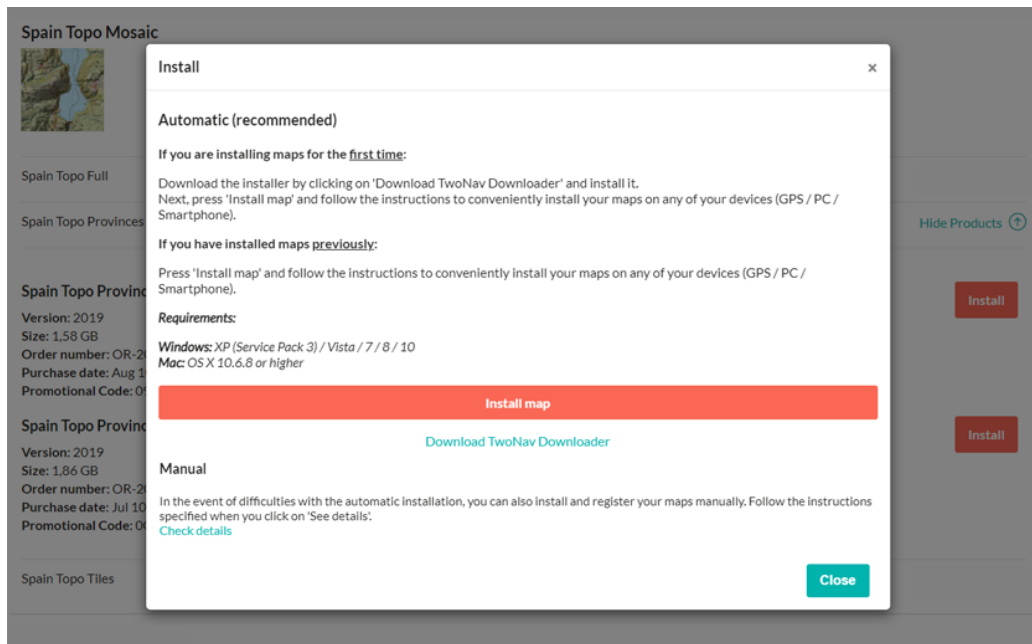 Spain Topo Mosaic
Install
×
Automatic (recommended)
If you are installing maps for the first time:
Download the installer by clicking on 'Download TwoNav Downloader' and install it.
Next, press 'Install map' and follow the instructions to conveniently install your maps on any of your devices (GPS / PC /
Smartphone).
If you have installed maps previously:
Press 'Install map' and follow the instructions to conveniently install your maps on any of your devices (GPS / PC /
Smartphone).
Requirements:
Windows: XP (Service Pack 3) / Vista / 7 / 8 / 10
Mac: OS X 10.6.8 or higher
Install map
Download TwoNav Downloader
Manual
In the event of difficulties with the automatic installation, you can also install and register your maps manually. Follow the instructions
specified when you click on 'See details'.
Check details
Close
Spain Topo Full
Spain Topo Provinces
Hide Products
Spain Topo
Install
Version: 2019
Size: 1,58 GB
Order number:
Purchase date: Aug
Promotional Code:
Spain Topo
Install
Version: 2019
Size: 1,86 GB
Order number:
Purchase date: Jul 10
Promotional Code:
Spain Topo Tiles